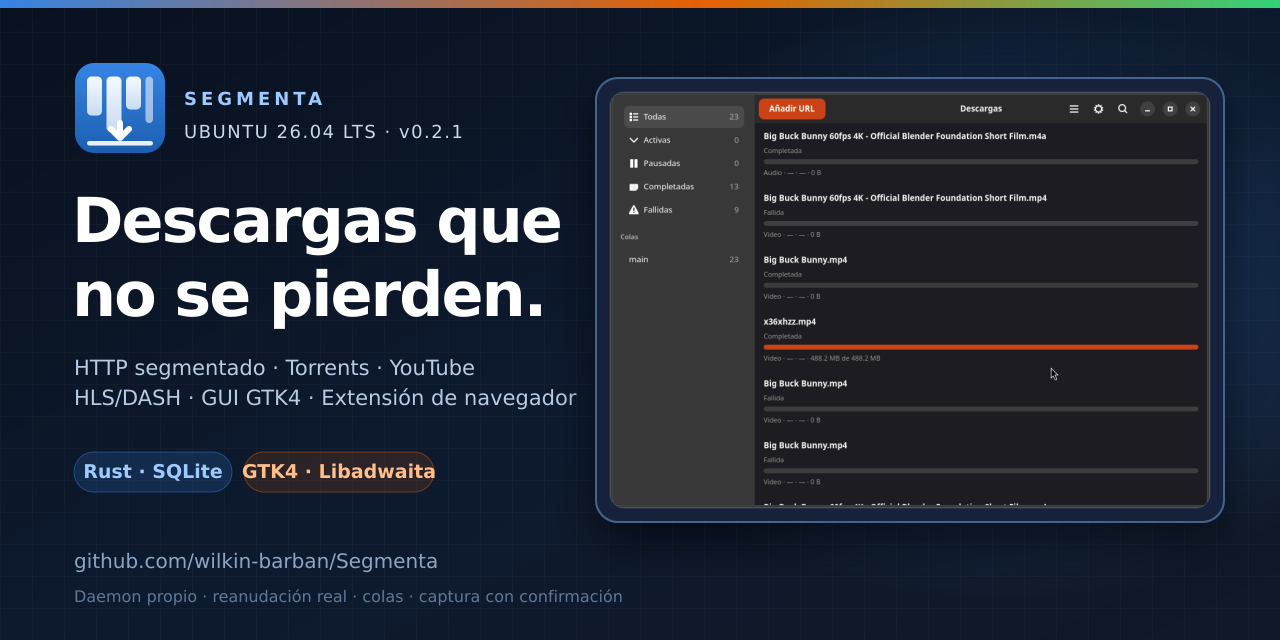 SEGMENTA
UBUNTU 26.04 LTS · v0.2.1
Descargas que
no se pierden.
HTTP segmentado · Torrents · YouTube
HLS/DASH · GUI GTK4 · Extensión de navegador
Rust · SQLite
GTK4 · Libadwaita
github.com/wilkin-barban/Segmenta
Daemon propio · reanudación real · colas · captura con confirmación
Todas 23
Activas 0
Pausadas 0
Completadas 13
Fallidas 9
Colas
main 23
Añadir URL
Descargas
Big Buck Bunny 60fps 4K - Official Blender Foundation Short Film.m4a
Completada
Audio · — · — · 0 B
Big Buck Bunny 60fps 4K - Official Blender Foundation Short Film.mp4
Fallida
Video · — · — · 0 B
Big Buck Bunny.mp4
Completada
Video · — · — · 0 B
x36xhzz.mp4
Completada
Video · — · — · 488.2 MB de 488.2 MB
Big Buck Bunny.mp4
Fallida
Video · — · — · 0 B
Big Buck Bunny.mp4
Fallida
Video · — · — · 0 B